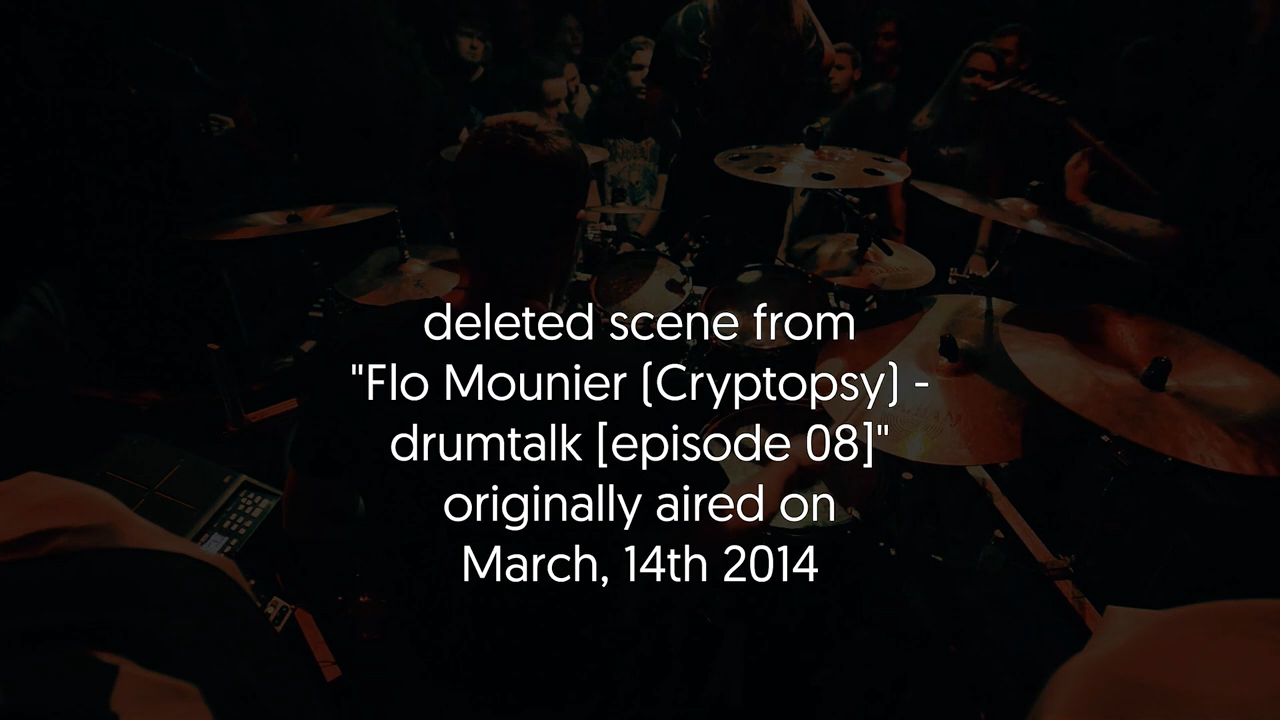 deleted scene from
"Flo Mounier (Cryptopsy) -
drumtalk [episode 08]"
originally aired on
March, 14th 2014